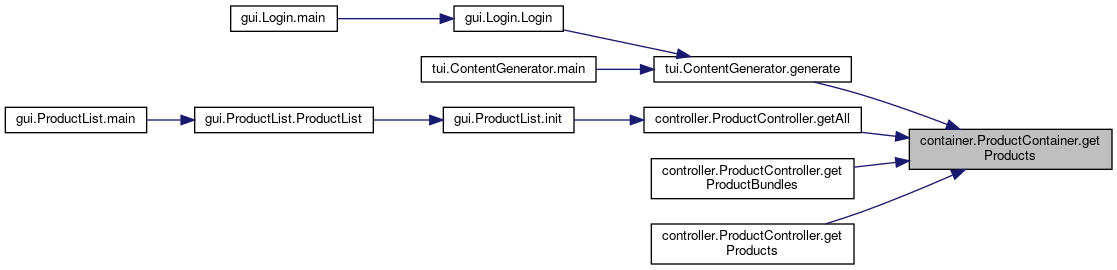 gui.Login.main
gui.Login.Login
tui.ContentGenerator.main
tui.ContentGenerator.generate
gui.ProductList.main
gui.ProductList.ProductList
gui.ProductList.init
controller.ProductController.getAll
container.ProductContainer.get
Products
controller.ProductController.get
ProductBundles
controller.ProductController.get
Products